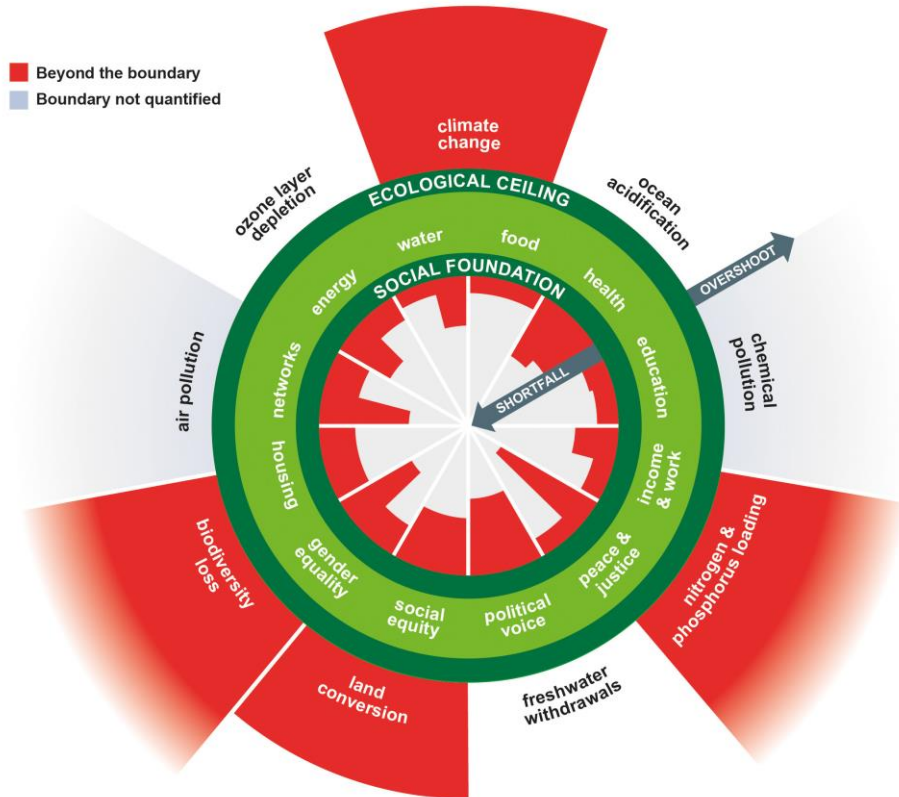 Beyond the boundary
Boundary not quantified
climate
change
ozone layer
depletion
ocean
acidification
ECOLOGICAL CEILING
OVERSHOOT
water
food
energy
health
SOCIAL FOUNDATION
networks
education
SHORTFALL
air pollution
chemical
pollution
housing
income
& work
gender
equality
peace &
justice
social
equity
political
voice
biodiversity
loss
nitrogen &
phosphorus loading
land
conversion
freshwater
withdrawals